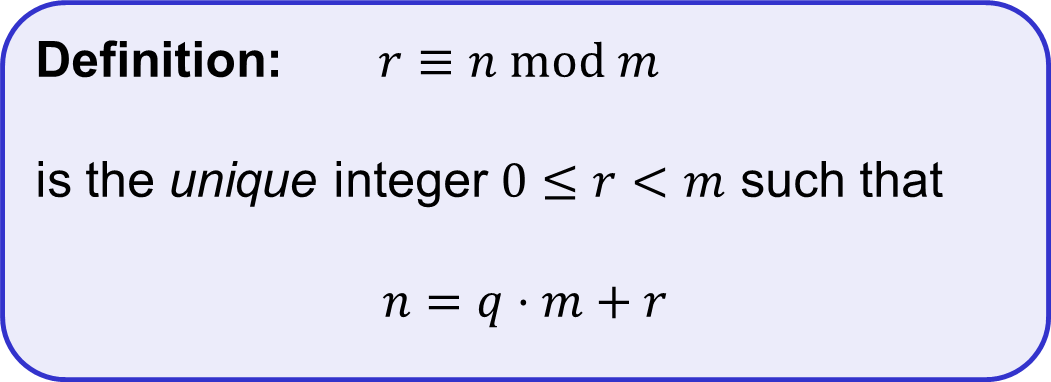 Definition: r ≡ n mod m
is the unique integer 0 ≤ r < m such that
n = q · m + r